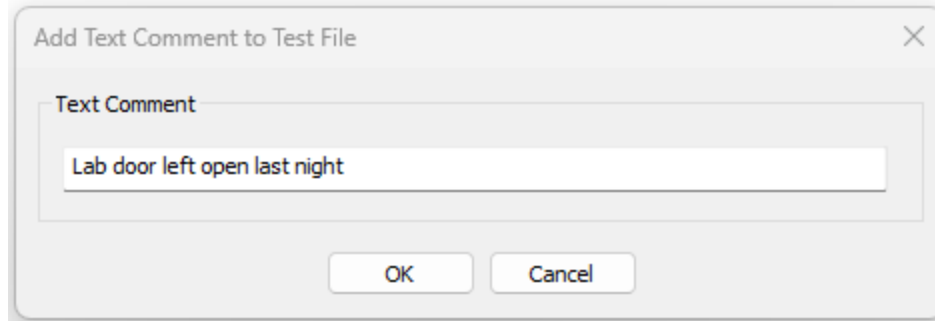 Add Text Comment to Test File
Text Comment
Lab door left open last night
OK Cancel